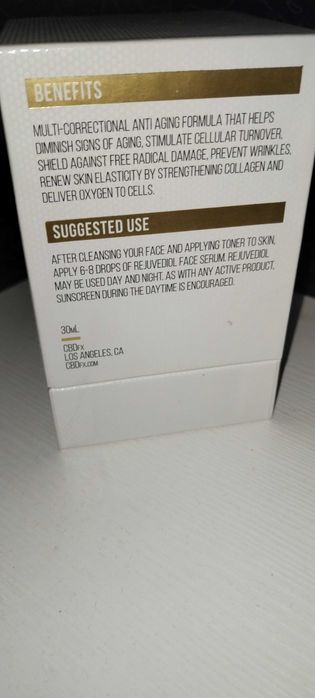 BENEFITS
MULTI-CORRECTIONAL ANTI AGING FORMULA THAT HELPS
DIMINISH SIGNS OF AGING, STIMULATE CELLULAR TURNOVER,
SHIELD AGAINST FREE RADICAL DAMAGE, PREVENT WRINKLES,
RENEW SKIN ELASTICITY BY STRENGTHENING COLLAGEN AND
DELIVER OXYGEN TO CELLS.
SUGGESTED USE
AFTER CLEANSING YOUR FACE AND APPLYING TONER TO SKIN,
APPLY 6-8 DROPS OF REJUVEDIOL FACE SERUM. REJUVEDIOL
MAY BE USED DAY AND NIGHT. AS WITH ANY ACTIVE PRODUCT,
SUNSCREEN DURING THE DAYTIME IS ENCOURAGED.
30mL
CBDFX
LOS ANGELES, CA
CBDFX.COM